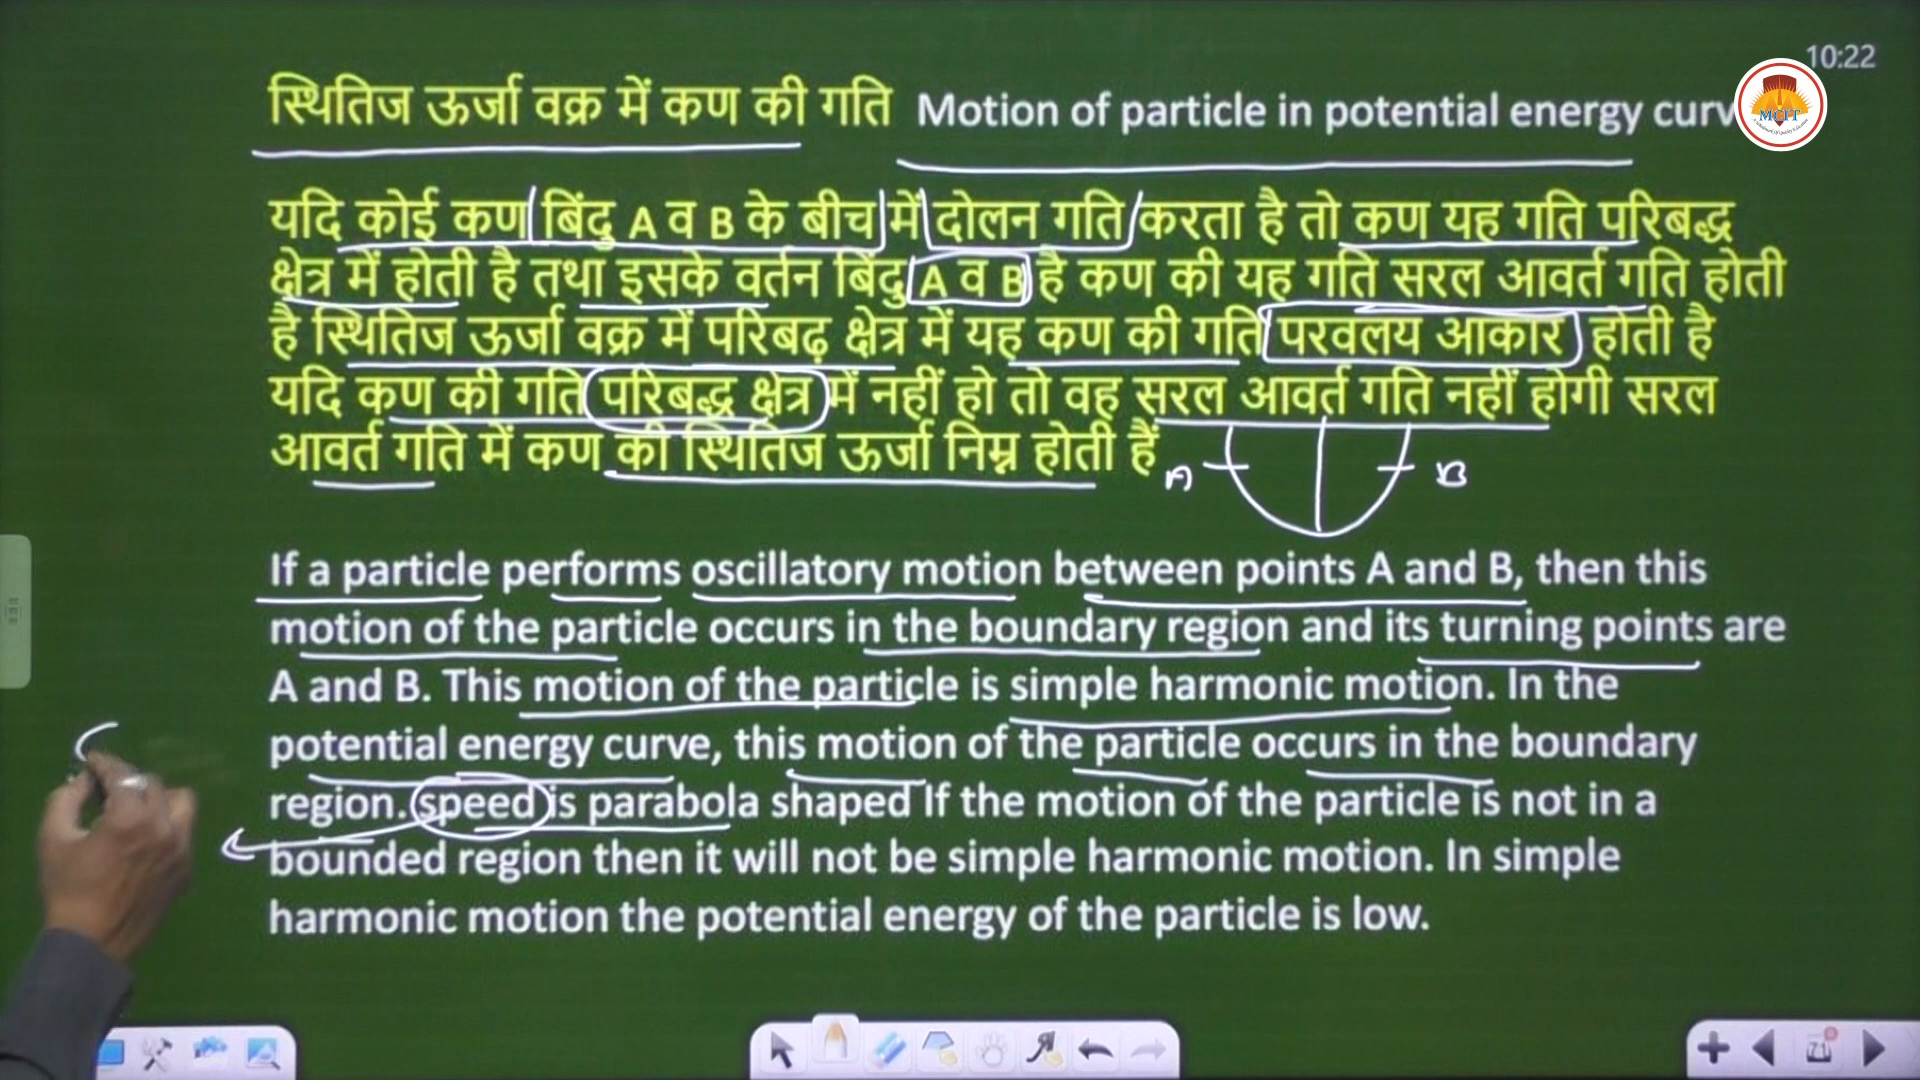 10:22
स्थितिज ऊर्जा वक्र में कण की गति Motion of particle in potential energy curv
MCIT
यदि कोई कण बिंदु A व B के बीच में दोलन गति करता है तो कण यह गति परिबद्ध
क्षेत्र में होती है तथा इसके वर्तन बिंदु A व B है कण की यह गति सरल आवर्त गति होती
है स्थितिज ऊर्जा वक्र में परिबढ़ क्षेत्र में यह कण की गति परवलय आकार होती है
यदि कण की गति परिबद्ध क्षेत्र में नहीं हो तो वह सरल आवर्त गति नहीं होगी सरल
आवर्त गति में कण की स्थितिज ऊर्जा निम्न होती हैं
A B
If a particle performs oscillatory motion between points A and B, then this
motion of the particle occurs in the boundary region and its turning points are
A and B. This motion of the particle is simple harmonic motion. In the
potential energy curve, this motion of the particle occurs in the boundary
region. speed is parabola shaped If the motion of the particle is not in a
bounded region then it will not be simple harmonic motion. In simple
harmonic motion the potential energy of the particle is low.
71